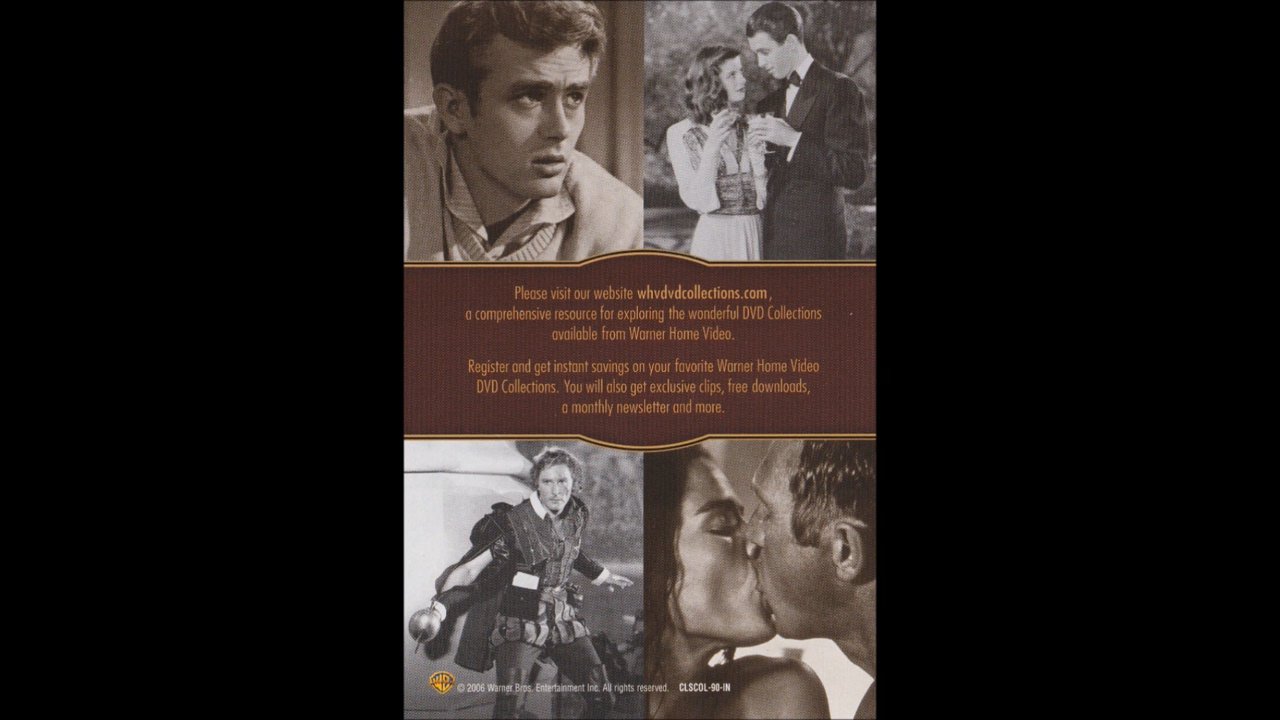 Please visit our website whvdvdcollections.com,
a comprehensive resource for exploring the wonderful DVD Collections
available from Warner Home Video.
Register and get instant savings on your favorite Warner Home Video
DVD Collections. You will also get exclusive clips, free downloads,
a monthly newsletter and more.
WB © 2006 Warner Bros. Entertainment Inc. All rights reserved. CLSCOL-90-IN